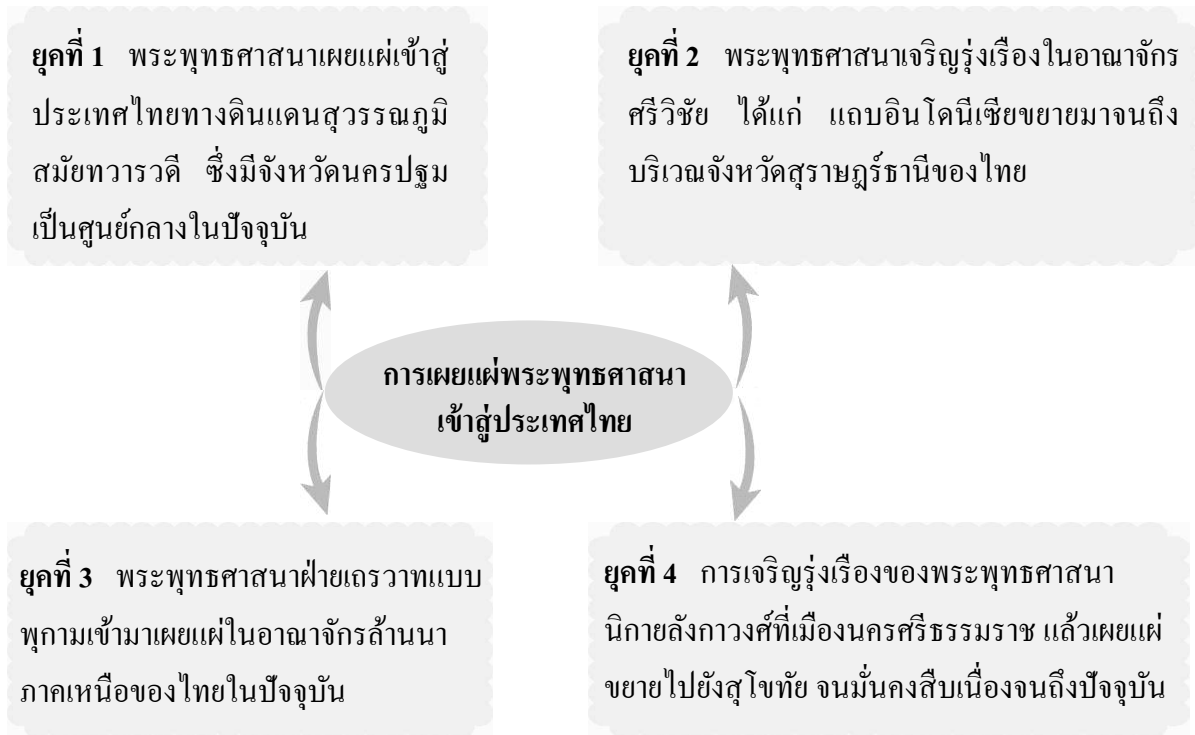 ยุคที่ 1 พระพุทธศาสนาเผยแผ่เข้าสู่
ประเทศไทยทางดินแดนสุวรรณภูมิ
สมัยทวารวดี ซึ่งมีจังหวัดนครปฐม
เป็นศูนย์กลางในปัจจุบัน
ยุคที่ 2 พระพุทธศาสนาเจริญรุ่งเรืองในอาณาจักร
ศรีวิชัย ได้แก่ แถบอินโดนีเซียขยายมาจนถึง
บริเวณจังหวัดสุราษฎร์ธานีของไทย
การเผยแผ่พระพุทธศาสนา
เข้าสู่ประเทศไทย
ยุคที่ 3 พระพุทธศาสนาฝ่ายเถรวาทแบบ
พุกามเข้ามาเผยแผ่ในอาณาจักรล้านนา
ภาคเหนือของไทยในปัจจุบัน
ยุคที่ 4 การเจริญรุ่งเรืองของพระพุทธศาสนา
นิกายลังกาวงศ์ที่เมืองนครศรีธรรมราช แล้วเผยแผ่
ขยายไปยังสุโขทัย จนมั่นคงสืบเนื่องจนถึงปัจจุบัน